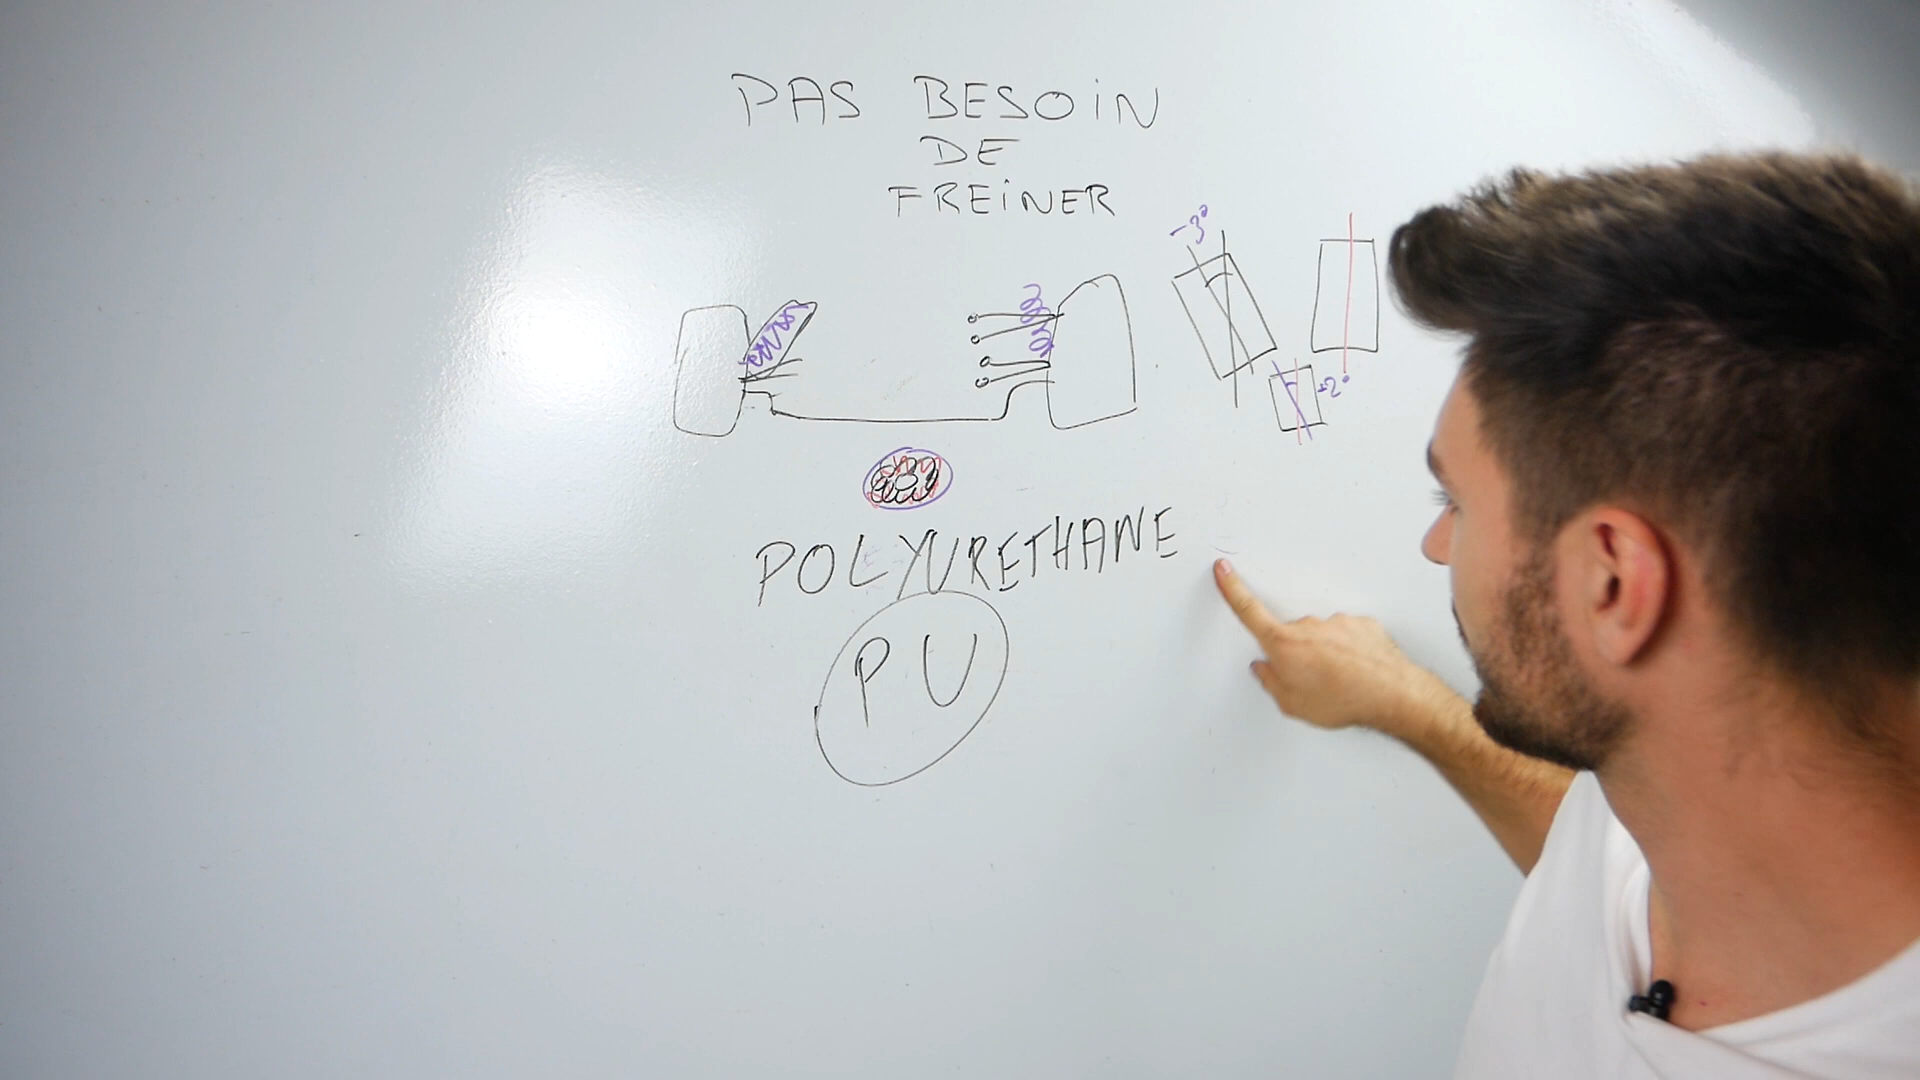 PAS BESOiN
DE
FREiNER
-3°
+2°
POLYURETHANE
PU